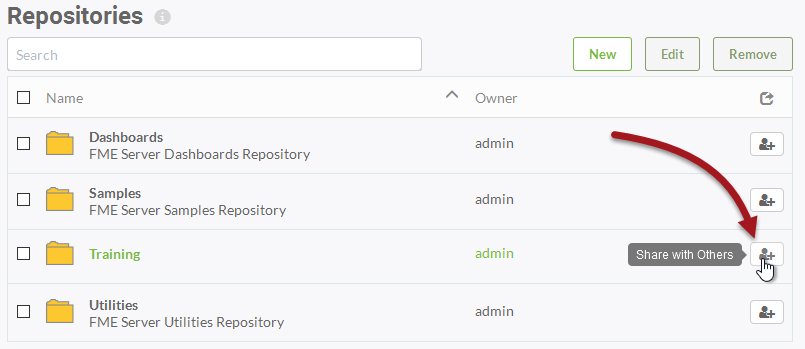 Repositories
Search
New
Edit
Remove
Name
Owner
Dashboards
FME Server Dashboards Repository
admin
Samples
FME Server Samples Repository
admin
Training
admin
Share with Others
Utilities
FME Server Utilities Repository
admin